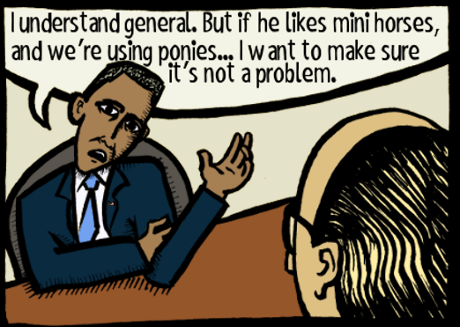 I understand general. But if he likes mini horses,
and we're using ponies... I want to make sure
it's not a problem.